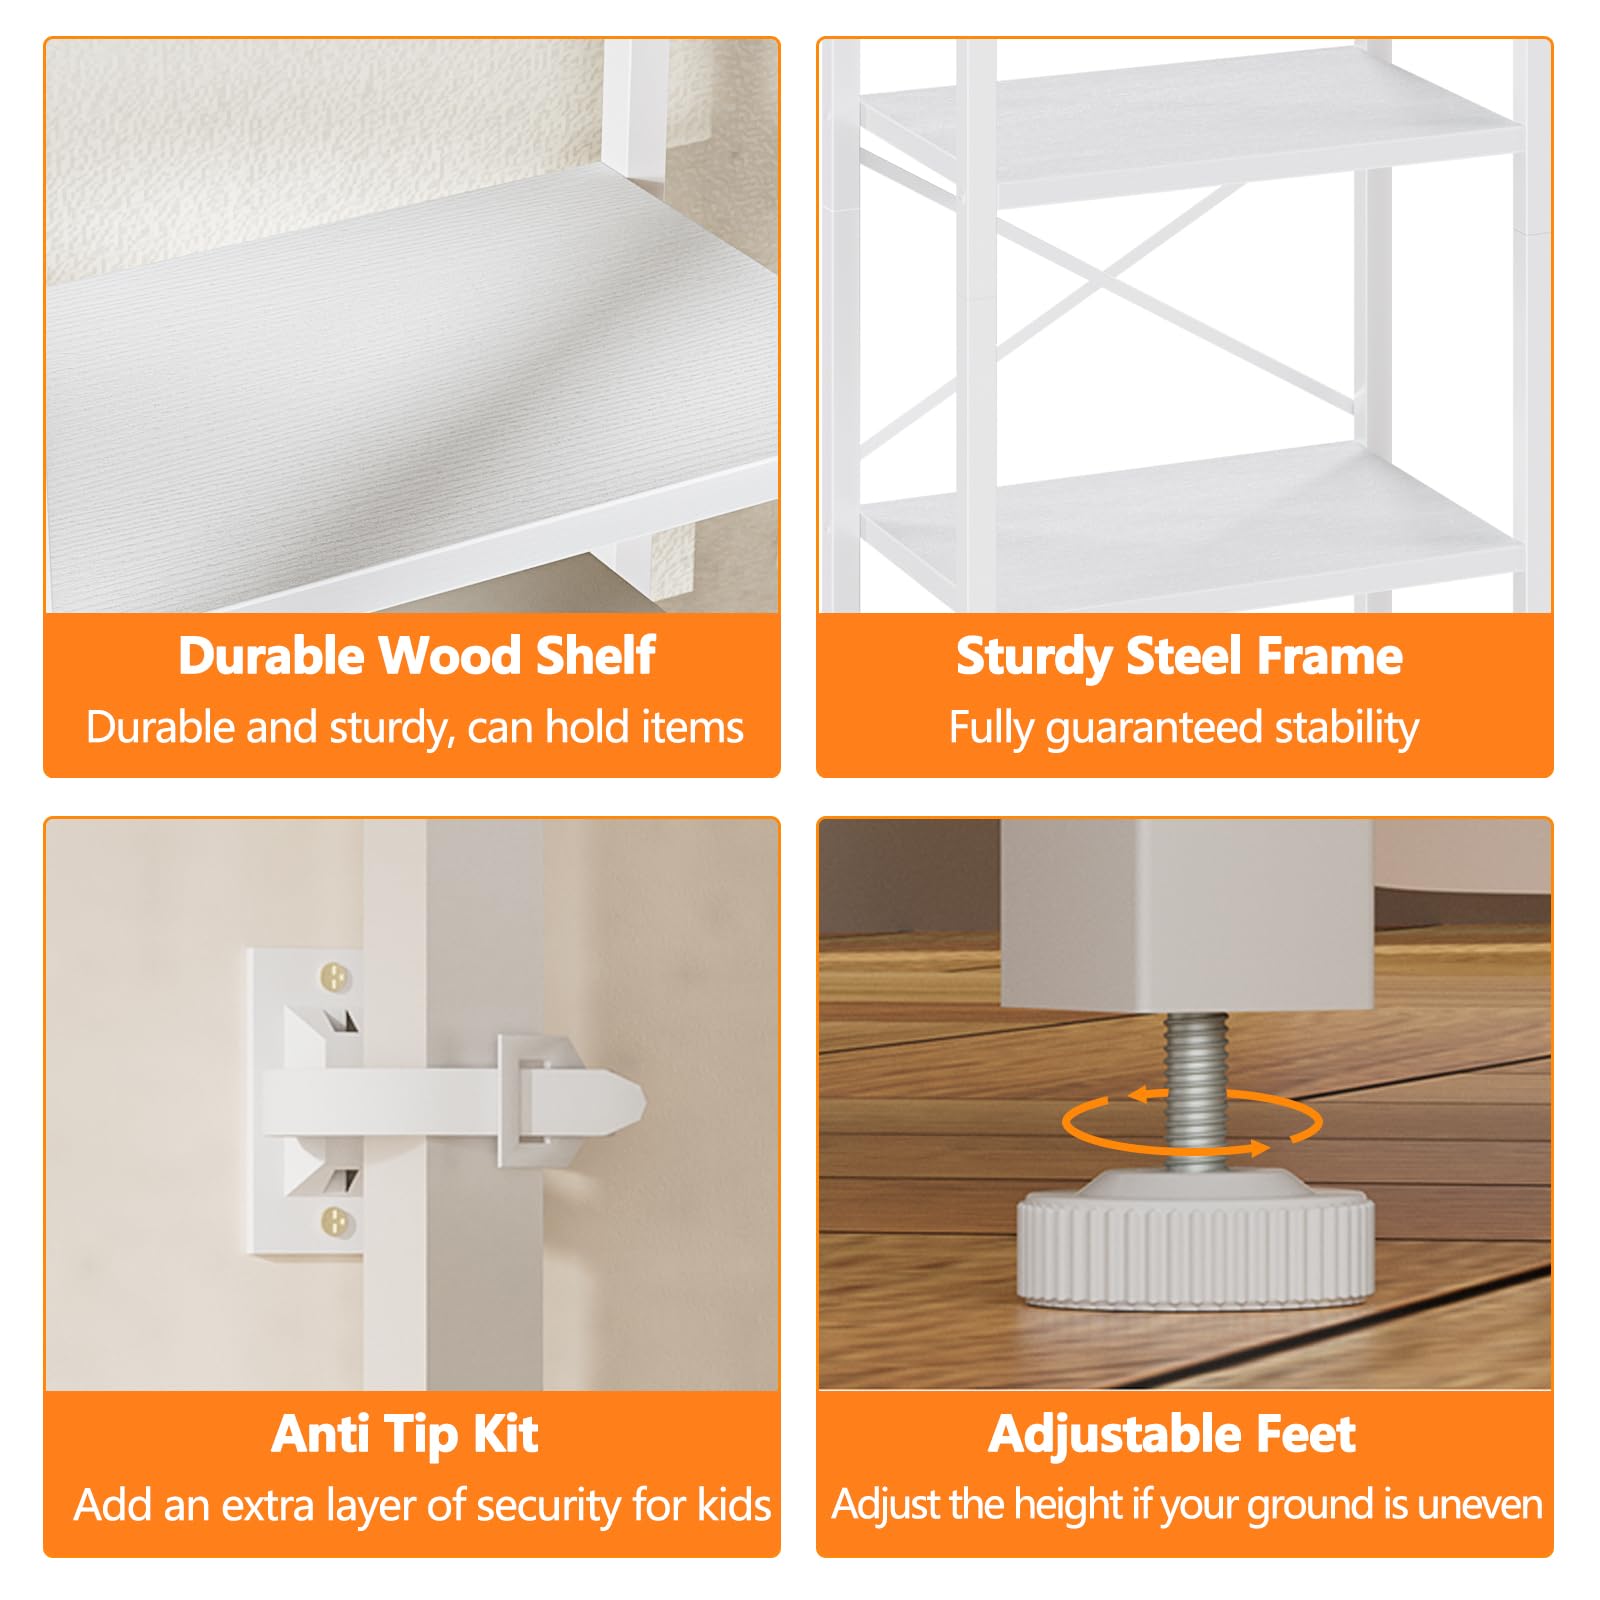 Durable Wood Shelf
Durable and sturdy, can hold items
Sturdy Steel Frame
Fully guaranteed stability
Anti Tip Kit
Add an extra layer of security for kids
Adjustable Feet
Adjust the height if your ground is uneven